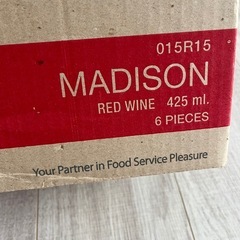 015R15
MADISON
RED WINE 425 ml.
6 PIECES
Your Partner in Food Service Pleasure